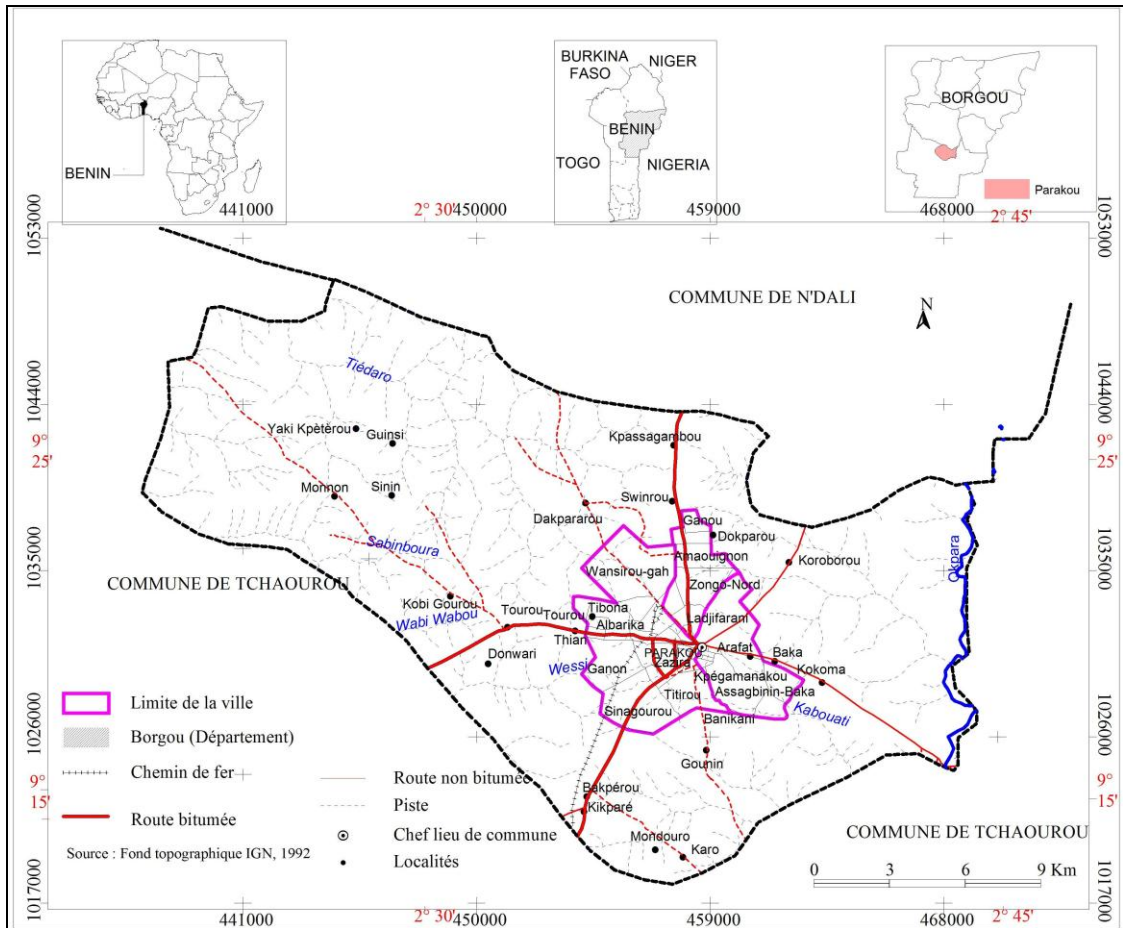 BURKINA
FASO
NIGER
BENIN
TOGO
NIGERIA
BENIN
BORGOU
Parakou
441000
2° 30'
450000
459000
468000
2° 45'
1053000
1053000
COMMUNE DE N'DALI
N
Tiédaro
1044000
1044000
Yaki Kpètèrou
Guinsi
Kpassagambou
9°
25'
9°
25'
Monnon
Sinin
Swinrou
Dakpararou
Ganou
Dokparou
Sabinboura
Amaouignon
Koroborou
Okpara
1035000
1035000
COMMUNE DE TCHAOUROU
Wansirou-gah
Zongo-Nord
Kobi Gourou
Tourou
Tourou
Tibona
Wabi Wabou
Albarika
Ladjifarani
Thian
PARAKOU
Arafat
Baka
Donwari
Wessi
Ganon
Zazira
Kpégamanakou
Kokoma
Titirou
Assagbinin-Baka
Limite de la ville
Sinagourou
Banikani
Kabouati
1026000
1026000
Borgou (Département)
Gounin
Chemin de fer
Route non bitumée
Bakpérou
9°
15'
9°
15'
Piste
Kikparé
Route bitumée
Chef lieu de commune
Mondouro
COMMUNE DE TCHAOUROU
Source : Fond topographique IGN, 1992
Localités
Karo
0 3 6 9 Km
1017000
1017000
441000
2° 30'
450000
459000
468000
2° 45'